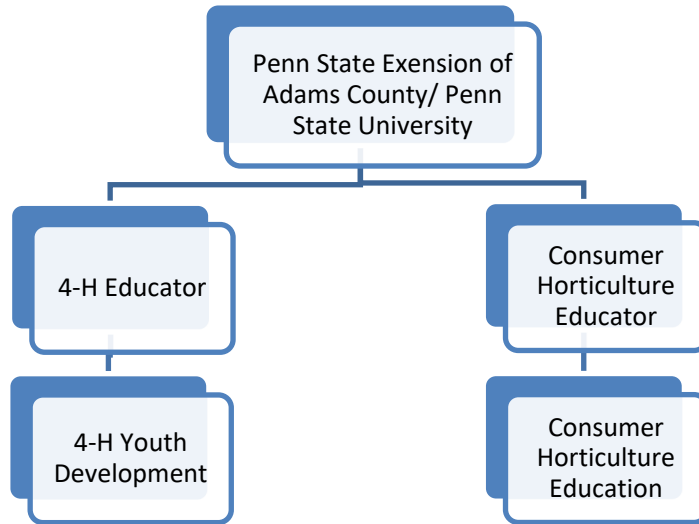 Penn State Exension of
Adams County/ Penn
State University
4-H Educator
Consumer
Horticulture
Educator
4-H Youth
Development
Consumer
Horticulture
Education